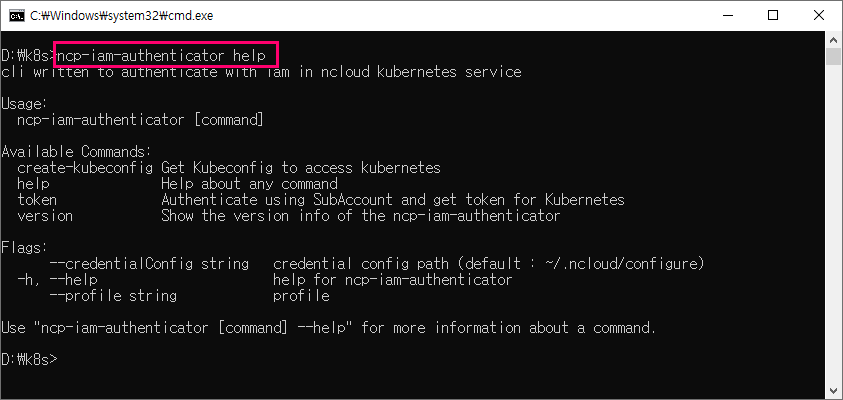 C:₩Windows₩system32₩cmd.exe
D:₩k8s>ncp-iam-authenticator help
cli written to authenticate with iam in ncloud kubernetes service
Usage:
  ncp-iam-authenticator [command]
Available Commands:
  create-kubeconfig Get Kubeconfig to access kubernetes
  help              Help about any command
  token             Authenticate using SubAccount and get token for Kubernetes
  version           Show the version info of the ncp-iam-authenticator
Flags:
      --credentialConfig string   credential config path (default : ~/.ncloud/configure)
  -h, --help                      help for ncp-iam-authenticator
      --profile string            profile
Use "ncp-iam-authenticator [command] --help" for more information about a command.
D:₩k8s>